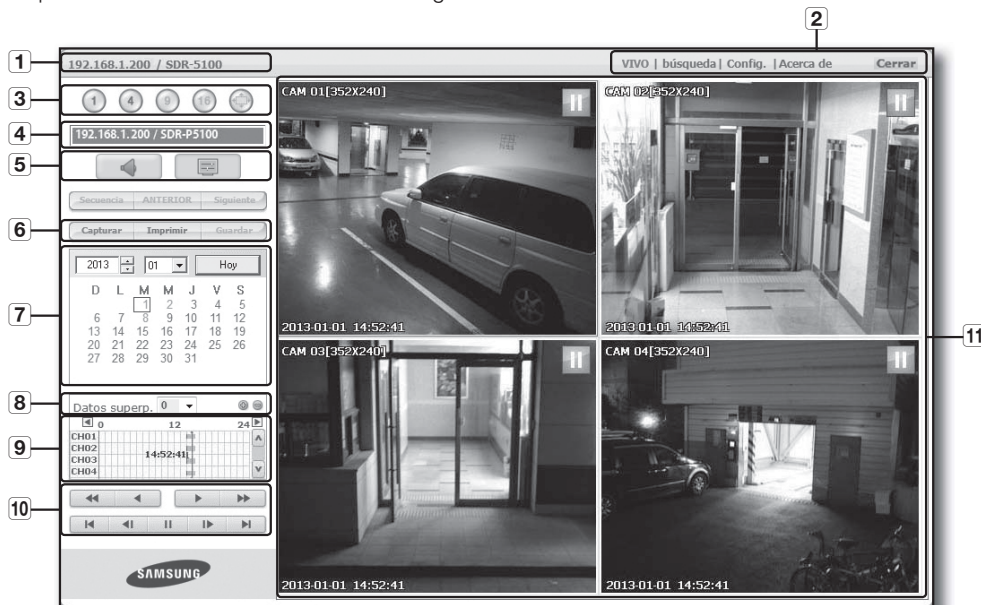 2
1
192.168.1.200 / SDR-5100
VIVO | búsqueda | Config. | Acerca de Cerrar
3
1 4 9 16
4
192.168.1.200 / SDR-P5100
5
Secuencia ANTERIOR Siguiente
6
Capturar Imprimir Guardar
7
2013 01 Hoy
D L M M J V S
1 2 3 4 5
6 7 8 9 10 11 12
13 14 15 16 17 18 19
20 21 22 23 24 25 26
27 28 29 30 31
8
Datos superp. 0
9
0 12 24
CH01
CH02
CH03
CH04
14:52:41
10
SAMSUNG
CAM 01[352X240]
2013-01-01 14:52:41
CAM 02[352X240]
2013-01-01 14:52:41
CAM 03[352X240]
2013-01-01 14:52:41
CAM 04[352X240]
2013-01-01 14:52:41
11